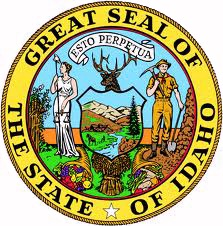 GREAT SEAL OF
ESTO PERPETUA
THE STATE ☆ OF IDAHO